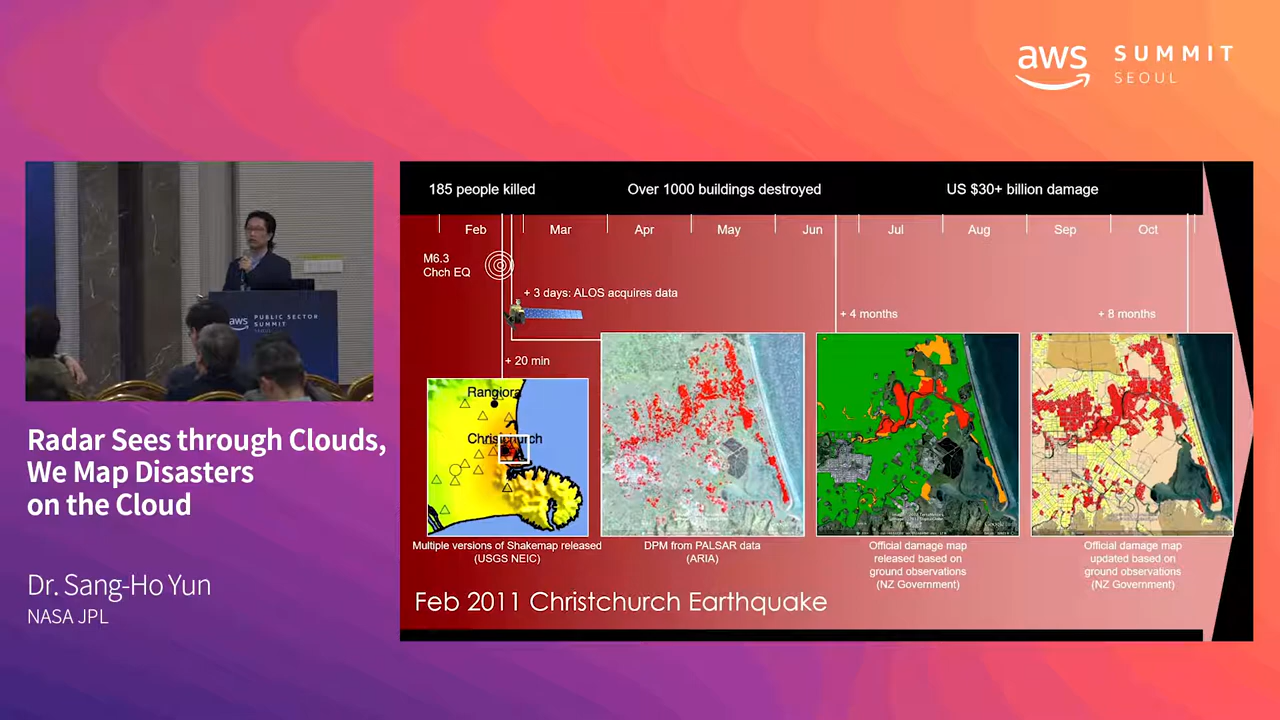 aws SUMMIT
SEOUL
aws PUBLIC SECTOR
SUMMIT
SEOUL
Radar Sees through Clouds,
We Map Disasters
on the Cloud
Dr. Sang-Ho Yun
NASA JPL
185 people killed
Over 1000 buildings destroyed
US $30+ billion damage
Feb
Mar
Apr
May
Jun
Jul
Aug
Sep
Oct
M6.3
Chch EQ
+ 3 days: ALOS acquires data
+ 4 months
+ 8 months
+ 20 min
Rangiora
Christchurch
Multiple versions of Shakemap released
(USGS NEIC)
DPM from PALSAR data
(ARIA)
Official damage map
released based on
ground observations
(NZ Government)
Official damage map
updated based on
ground observations
(NZ Government)
Feb 2011 Christchurch Earthquake